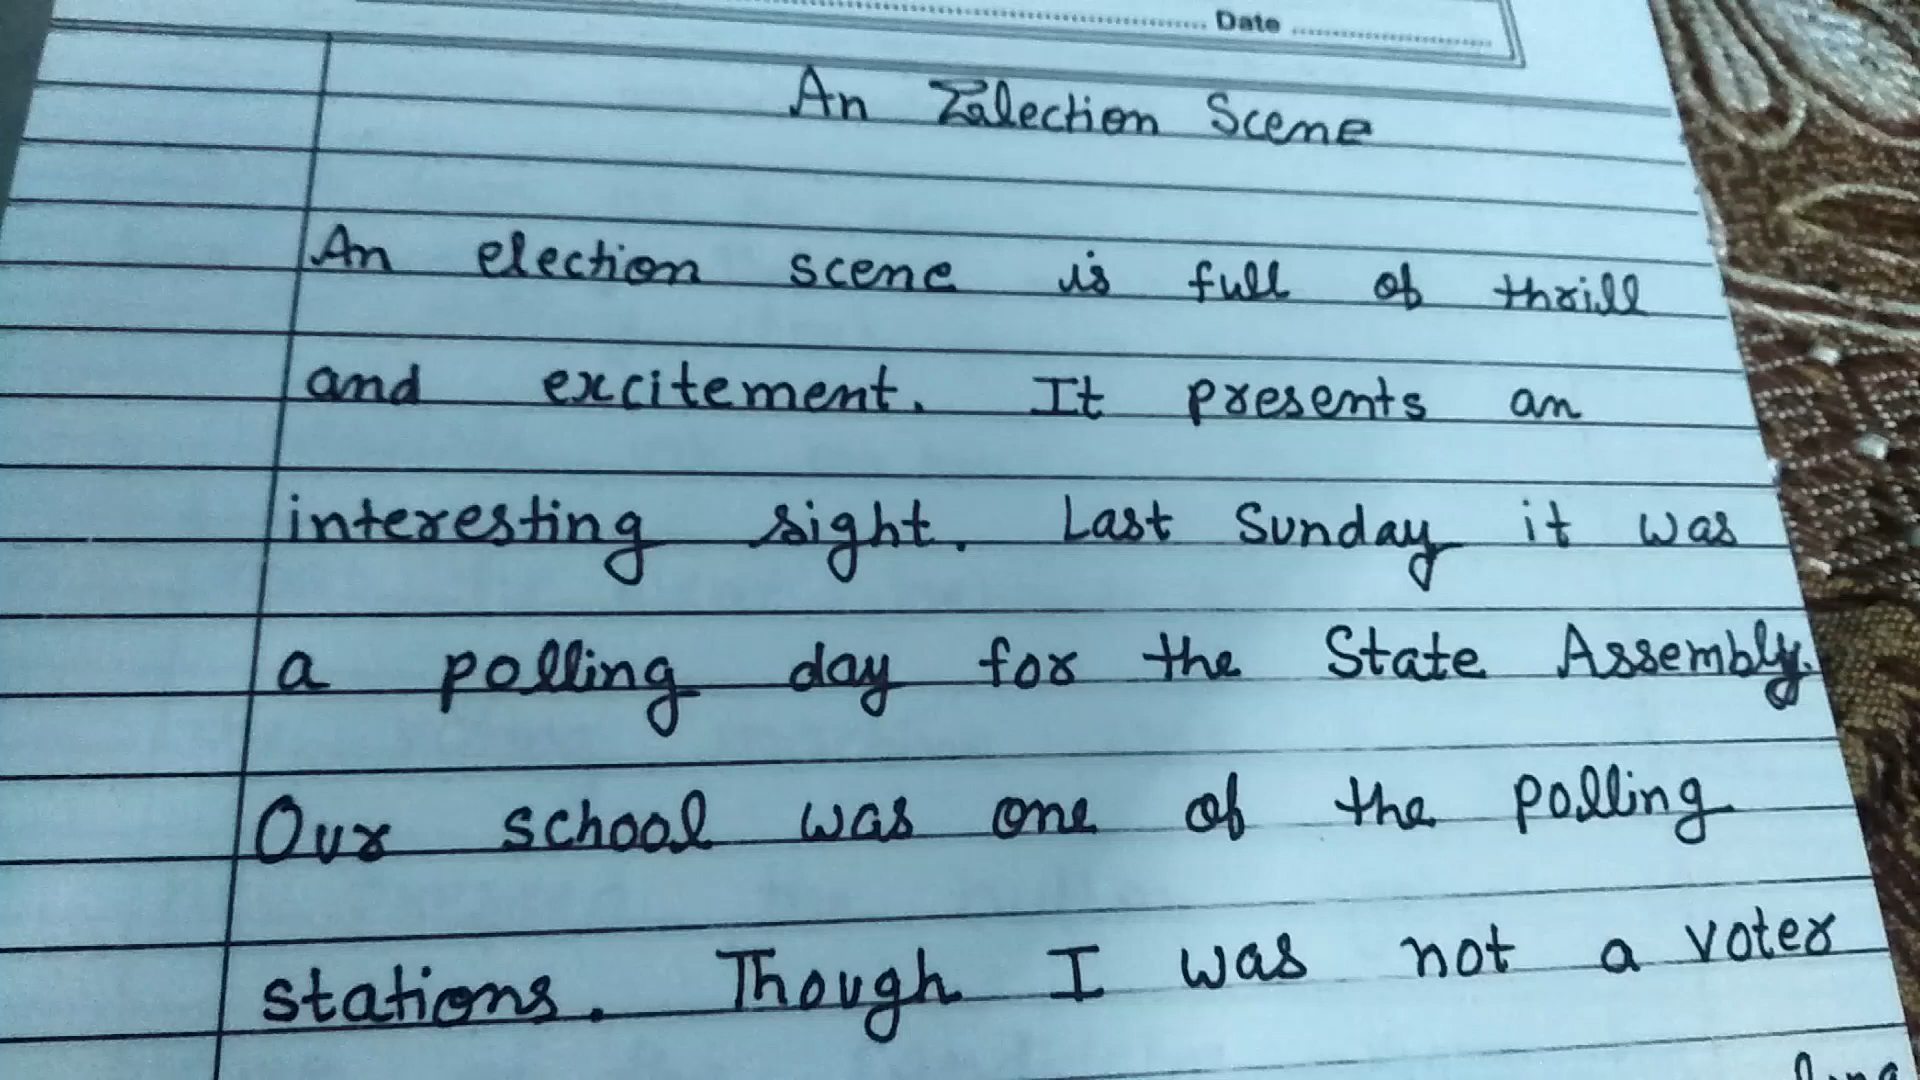 Date
An Election Scene
An election scene is full of thrill
and excitement. It presents an
interesting sight. Last Sunday it was
a polling day for the State Assembly.
Our school was one of the polling
stations. Though I was not a voter